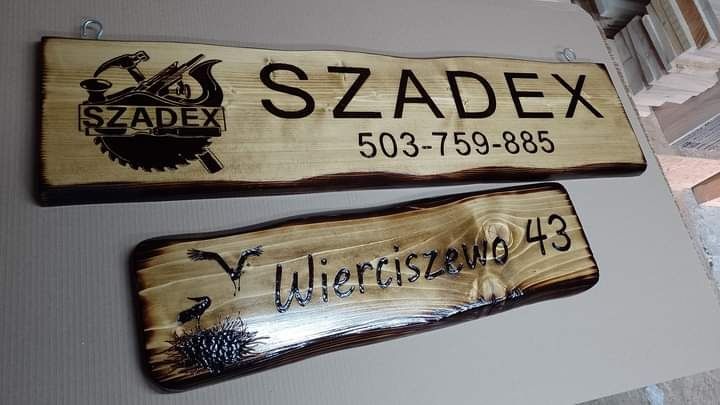 SZADEX
SZADEX
503-759-885
Wierciszewo 43